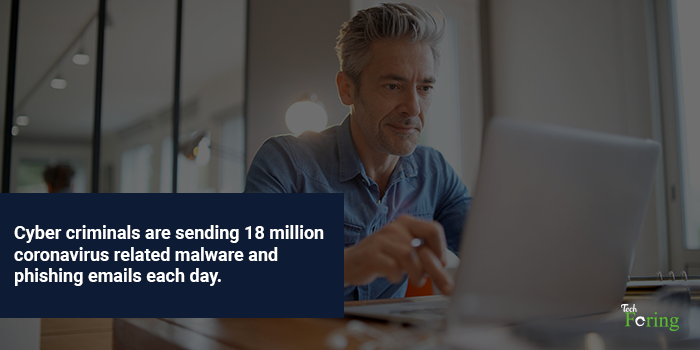 Cyber criminals are sending 18 million
coronavirus related malware and
phishing emails each day.
Tech
Foring